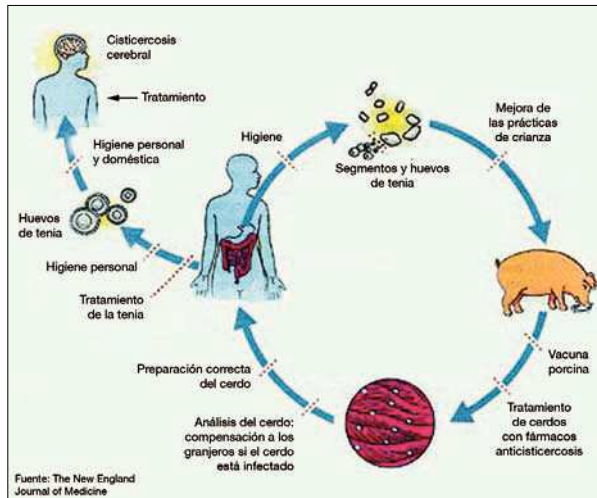 Cisticercosis
cerebral
Tratamiento
Higiene personal
y doméstica
Huevos
de tenia
Higiene personal
Tratamiento
de la tenia
Higiene
Segmentos y huevos
de tenia
Mejora de
las prácticas
de crianza
Vacuna
porcina
Tratamiento
de cerdos
con fármacos
anticisticercosis
Preparación correcta
del cerdo
Análisis del cerdo:
compensación a los
granjeros si el cerdo
está infectado
Fuente: The New England
Journal of Medicine